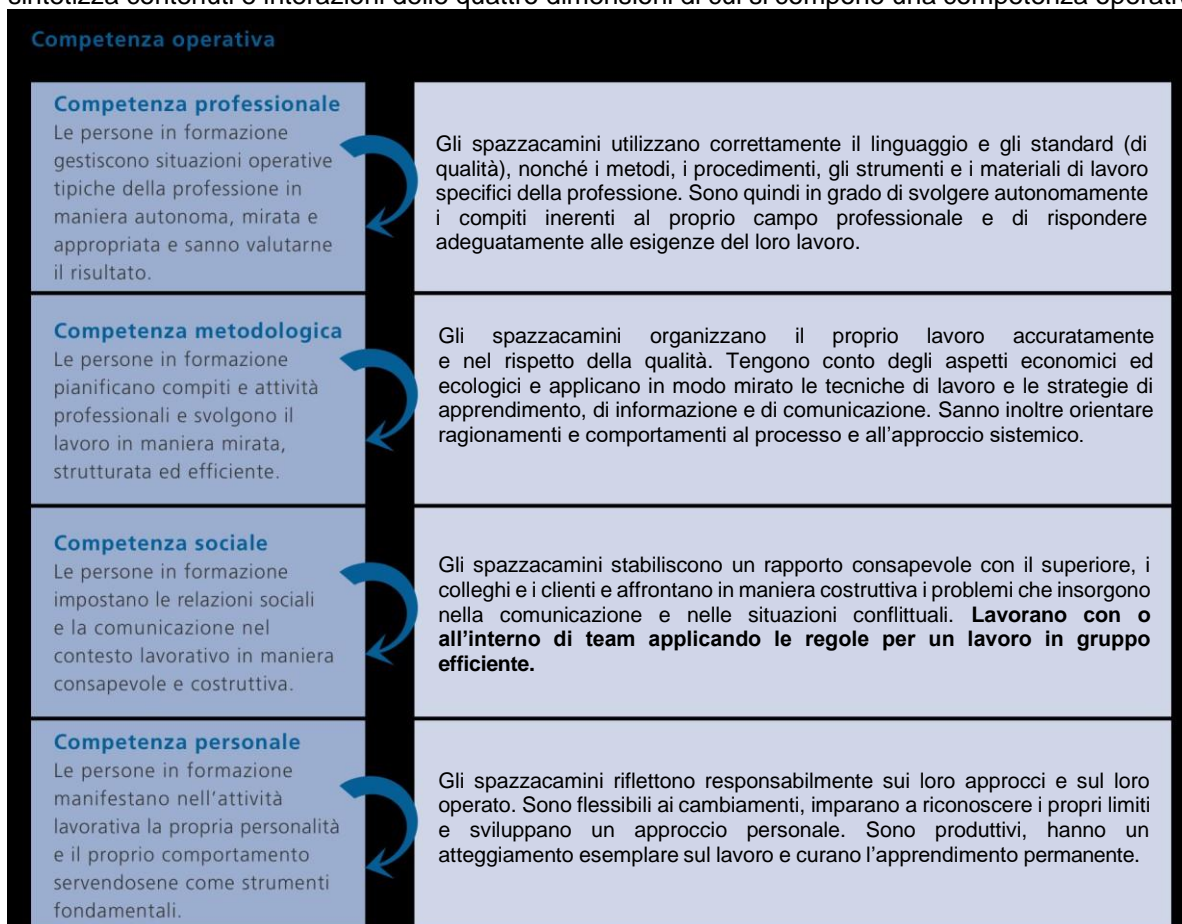 sintetizza contenuti e interazioni delle quattro dimensioni di cui si compone una competenza operativa
Competenza operativa
Competenza professionale
Le persone in formazione
gestiscono situazioni operative
tipiche della professione in
maniera autonoma, mirata e
appropriata e sanno valutarne
il risultato.
Gli spazzacamini utilizzano correttamente il linguaggio e gli standard (di
qualità), nonché i metodi, i procedimenti, gli strumenti e i materiali di lavoro
specifici della professione. Sono quindi in grado di svolgere autonomamente
i compiti inerenti al proprio campo professionale e di rispondere
adeguatamente alle esigenze del loro lavoro.
Competenza metodologica
Le persone in formazione
pianificano compiti e attività
professionali e svolgono il
lavoro in maniera mirata,
strutturata ed efficiente.
Gli spazzacamini organizzano il proprio lavoro accuratamente
e nel rispetto della qualità. Tengono conto degli aspetti economici ed
ecologici e applicano in modo mirato le tecniche di lavoro e le strategie di
apprendimento, di informazione e di comunicazione. Sanno inoltre orientare
ragionamenti e comportamenti al processo e all'approccio sistemico.
Competenza sociale
Le persone in formazione
impostano le relazioni sociali
e la comunicazione nel
contesto lavorativo in maniera
consapevole e costruttiva.
Gli spazzacamini stabiliscono un rapporto consapevole con il superiore, i
colleghi e i clienti e affrontano in maniera costruttiva i problemi che insorgono
nella comunicazione e nelle situazioni conflittuali. Lavorano con o
all'interno di team applicando le regole per un lavoro in gruppo
efficiente.
Competenza personale
Le persone in formazione
manifestano nell'attività
lavorativa la propria personalità
e il proprio comportamento
servendosene come strumenti
fondamentali.
Gli spazzacamini riflettono responsabilmente sui loro approcci e sul loro
operato. Sono flessibili ai cambiamenti, imparano a riconoscere i propri limiti
e sviluppano un approccio personale. Sono produttivi, hanno un
atteggiamento esemplare sul lavoro e curano l'apprendimento permanente.